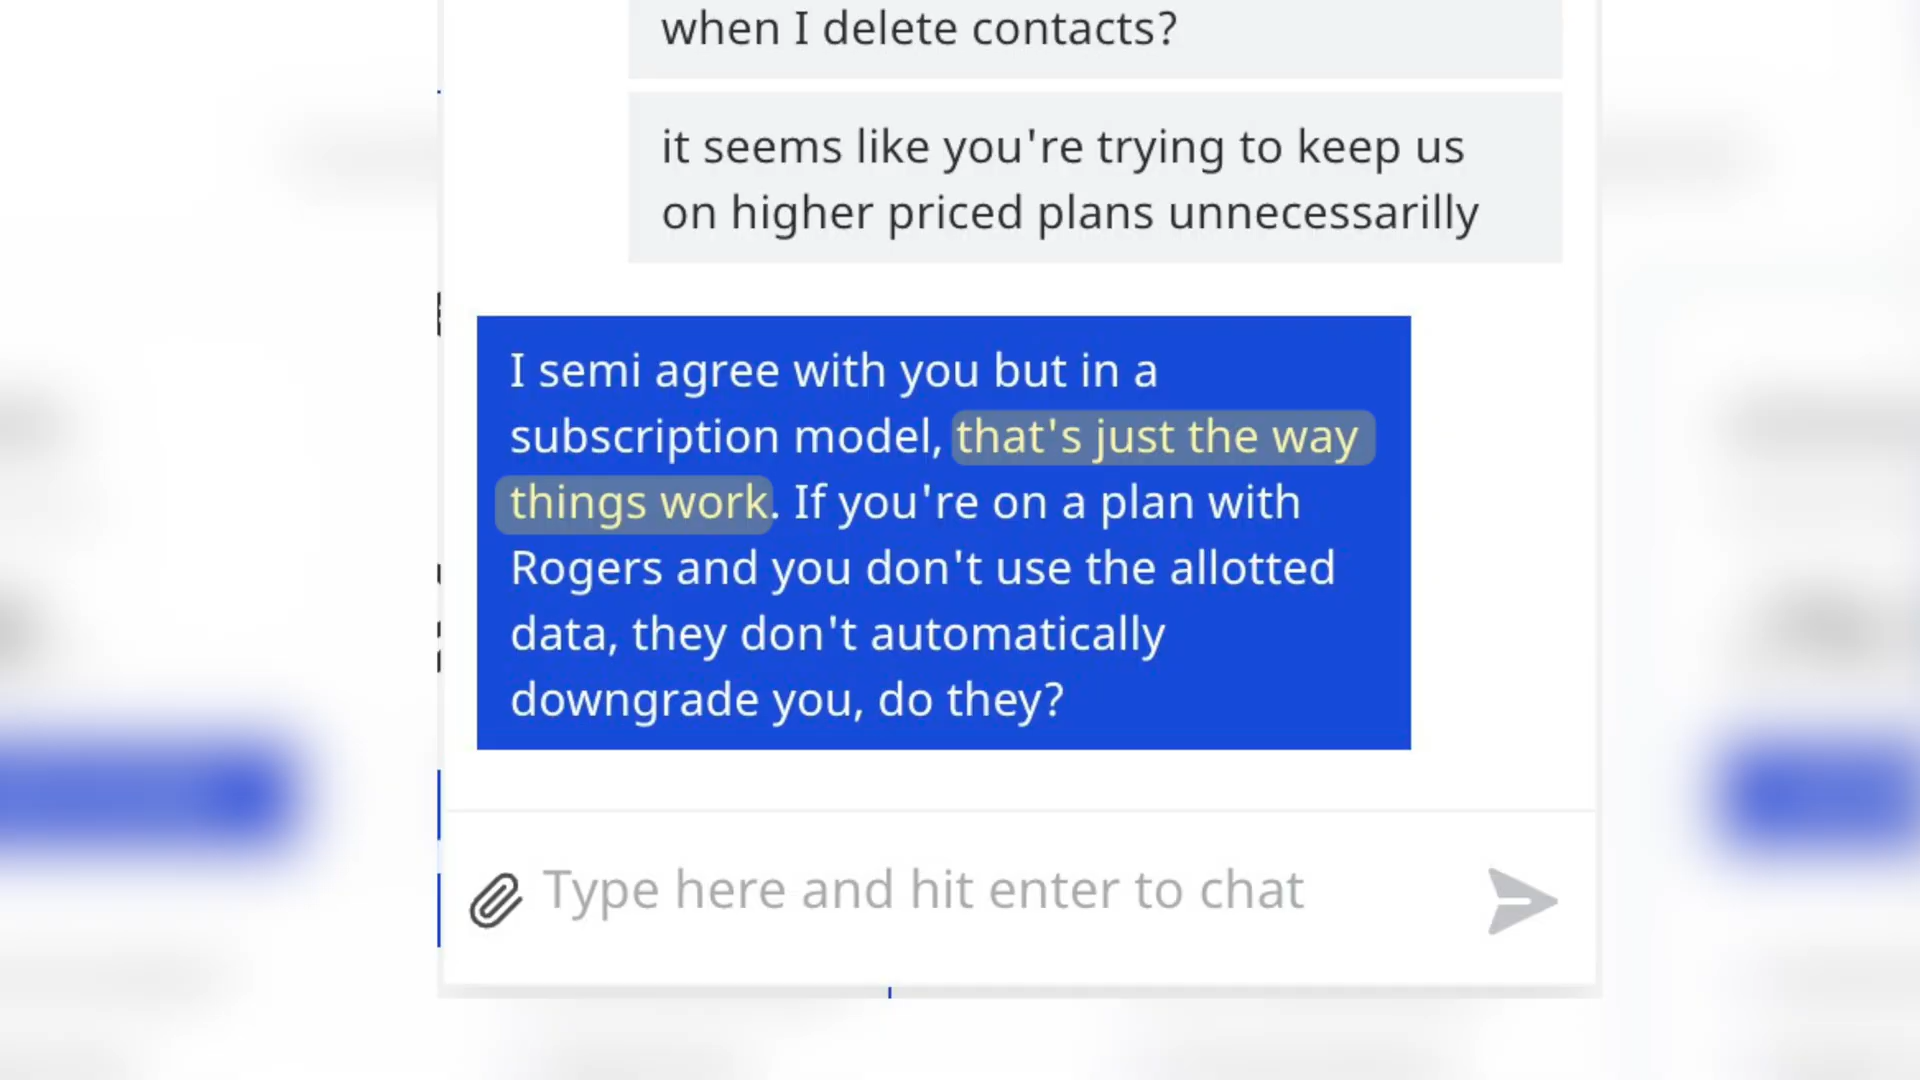 when I delete contacts?
it seems like you're trying to keep us
on higher priced plans unnecessarilly
I semi agree with you but in a
subscription model, that's just the way
things work. If you're on a plan with
Rogers and you don't use the allotted
data, they don't automatically
downgrade you, do they?
Type here and hit enter to chat